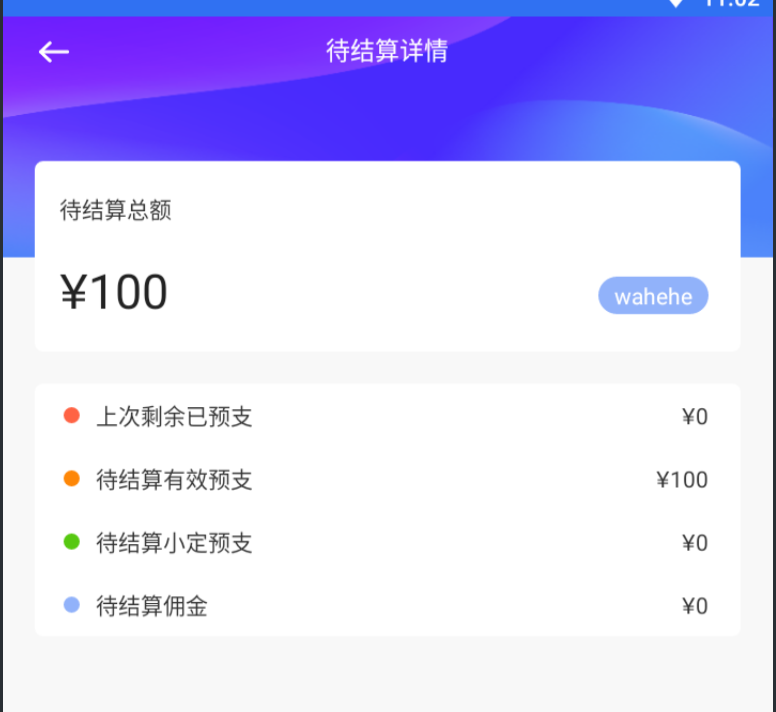 待结算详情
待结算总额
¥100
wahehe
上次剩余已预支 ¥0
待结算有效预支 ¥100
待结算小定预支 ¥0
待结算佣金 ¥0